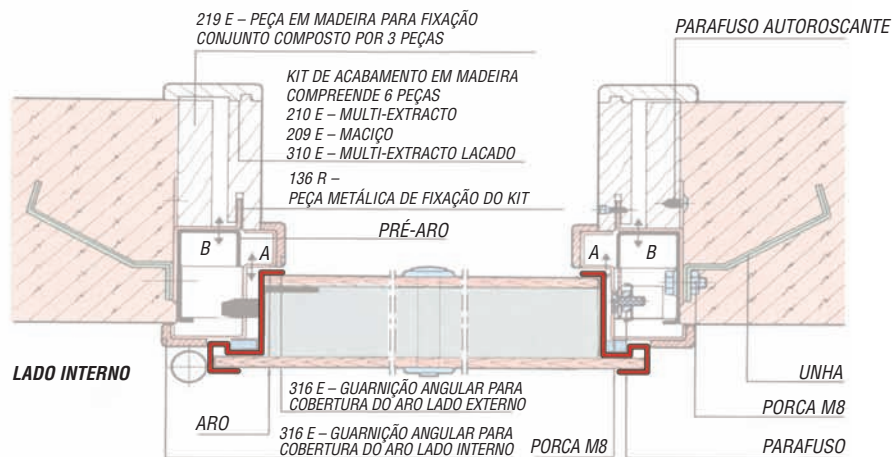 219 E – PEÇA EM MADEIRA PARA FIXAÇÃO
CONJUNTO COMPOSTO POR 3 PEÇAS
PARAFUSO AUTOROSCANTE
KIT DE ACABAMENTO EM MADEIRA
COMPREENDE 6 PEÇAS
210 E – MULTI-EXTRACTO
209 E – MACIÇO
310 E – MULTI-EXTRACTO LACADO
136 R –
PEÇA METÁLICA DE FIXAÇÃO DO KIT
PRÉ-ARO
B
A
A
B
LADO INTERNO
316 E – GUARNIÇÃO ANGULAR PARA
COBERTURA DO ARO LADO EXTERNO
UNHA
PORCA M8
ARO
316 E – GUARNIÇÃO ANGULAR PARA
COBERTURA DO ARO LADO INTERNO
PORCA M8
PARAFUSO